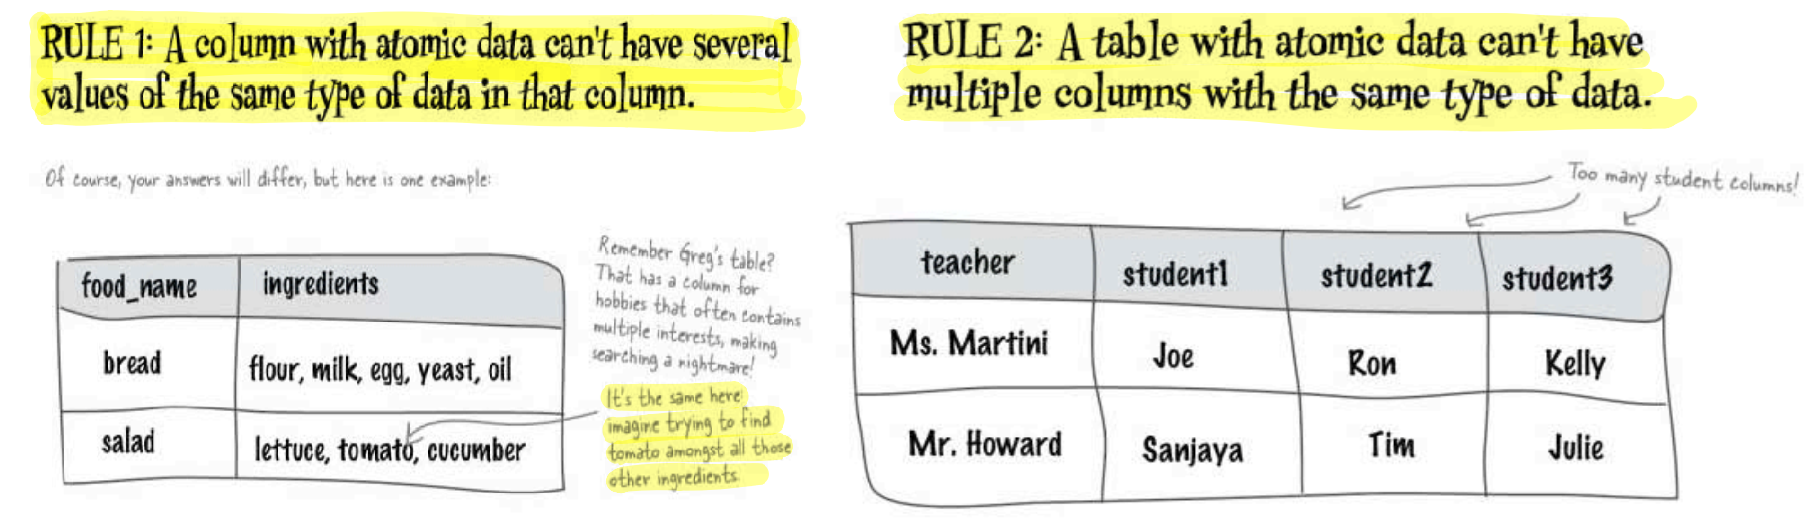 RULE 1: A column with atomic data can't have several
values of the same type of data in that column.
Of course, your answers will differ, but here is one example:
food_name ingredients
bread flour, milk, egg, yeast, oil
salad lettuce, tomato, cucumber
Remember Greg's table?
That has a column for
hobbies that often contains
multiple interests, making
searching a nightmare!
It's the same here:
imagine trying to find
tomato amongst all those
other ingredients.
RULE 2: A table with atomic data can't have
multiple columns with the same type of data.
Too many student columns!
teacher student1 student2 student3
Ms. Martini Joe Ron Kelly
Mr. Howard Sanjaya Tim Julie